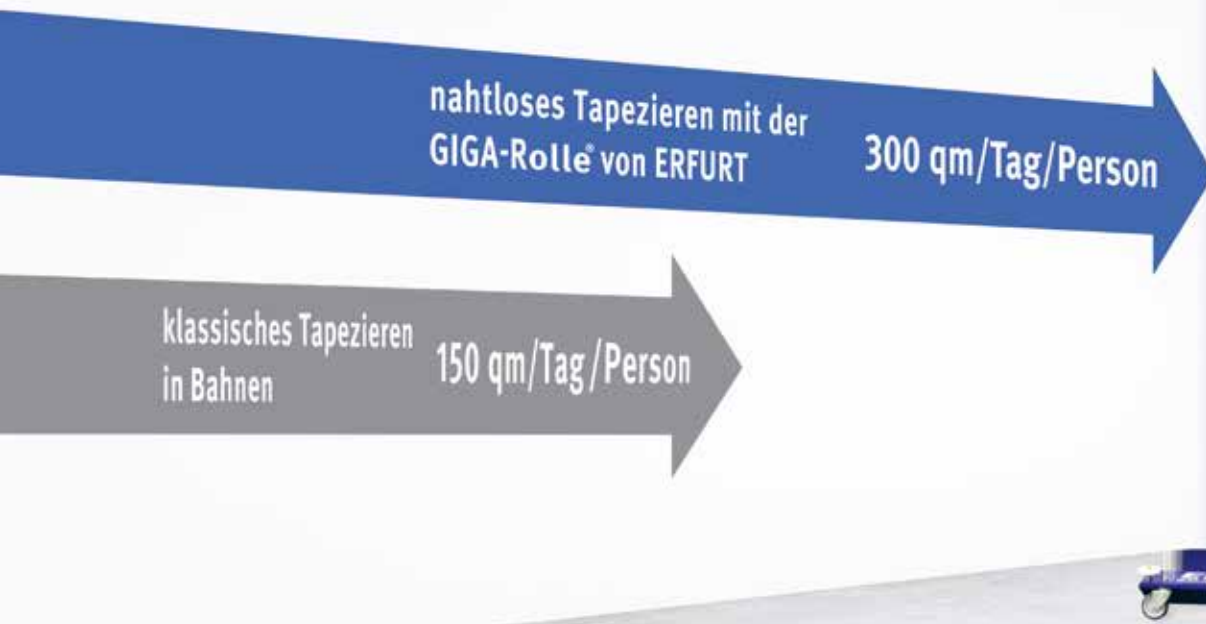 nahtloses Tapezieren mit der
GIGA-Rolle® von ERFURT
300 qm/Tag/Person
klassisches Tapezieren
in Bahnen
150 qm/Tag/Person